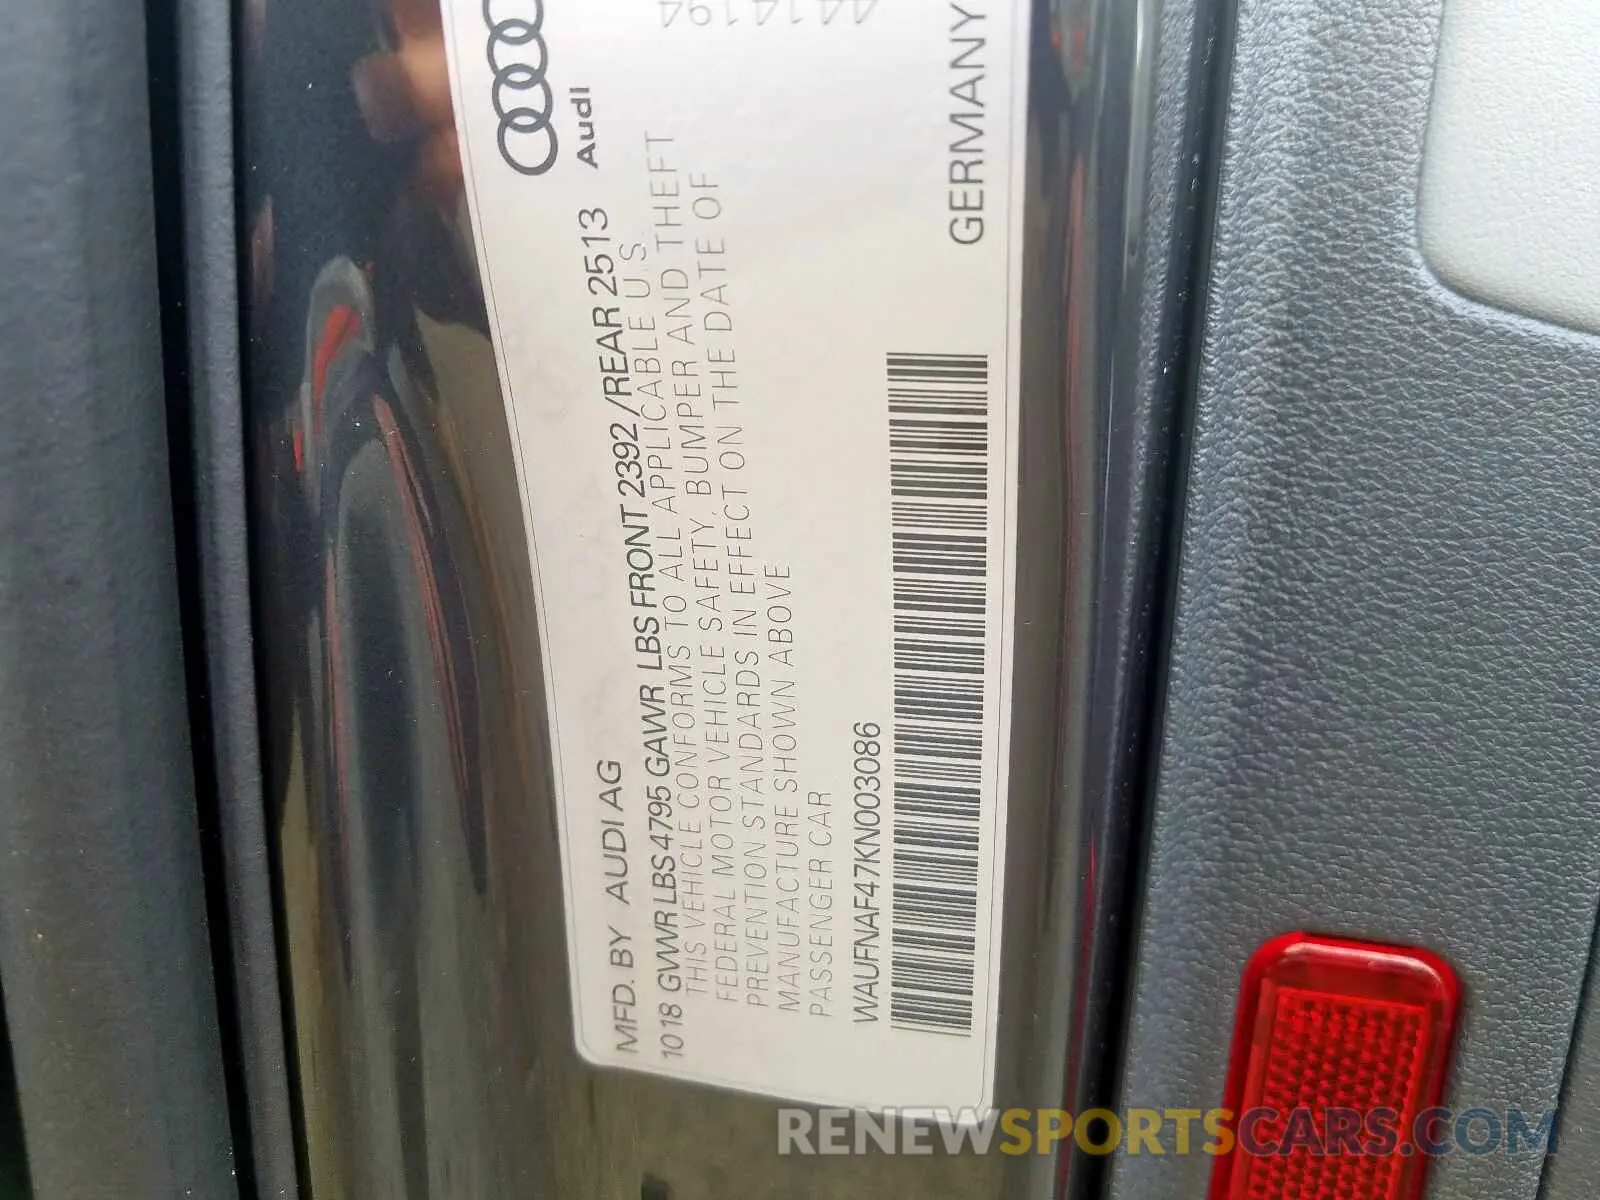 MFD. BY AUDI AG
Audi
1018 GWWR LBS 4795 GAWR LBS FRONT 2392/REAR 2513
THIS VEHICLE CONFORMS TO ALL APPLICABLE U.S.
FEDERAL MOTOR VEHICLE SAFETY, BUMPER AND THEFT
PREVENTION STANDARDS IN EFFECT ON THE DATE OF
MANUFACTURE SHOWN ABOVE
PASSENGER CAR
WAUFNAF47KN003086
GERMANY
RENEWSPORTSCARS.COM